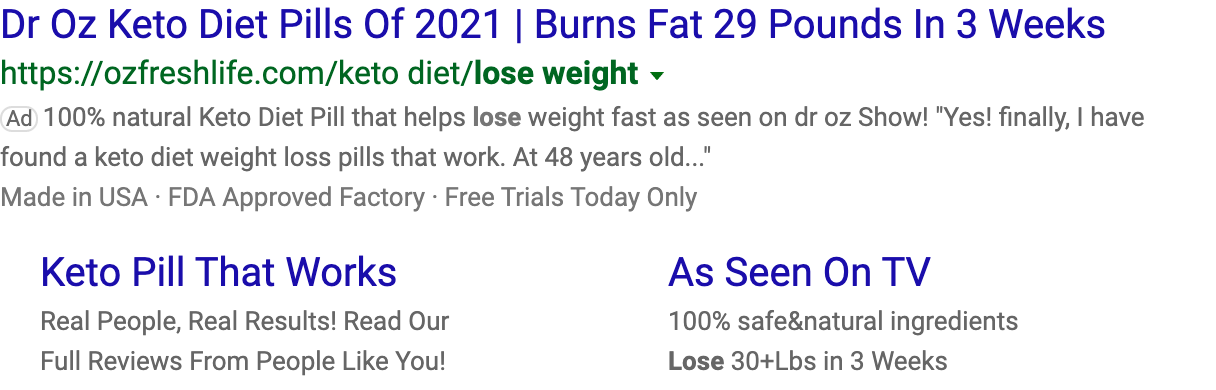 Dr Oz Keto Diet Pills Of 2021 | Burns Fat 29 Pounds In 3 Weeks
https://ozfreshlife.com/keto diet/lose weight
Ad 100% natural Keto Diet Pill that helps lose weight fast as seen on dr oz Show! "Yes! finally, I have
found a keto diet weight loss pills that work. At 48 years old..."
Made in USA · FDA Approved Factory · Free Trials Today Only
Keto Pill That Works
Real People, Real Results! Read Our
Full Reviews From People Like You!
As Seen On TV
100% safe&natural ingredients
Lose 30+Lbs in 3 Weeks